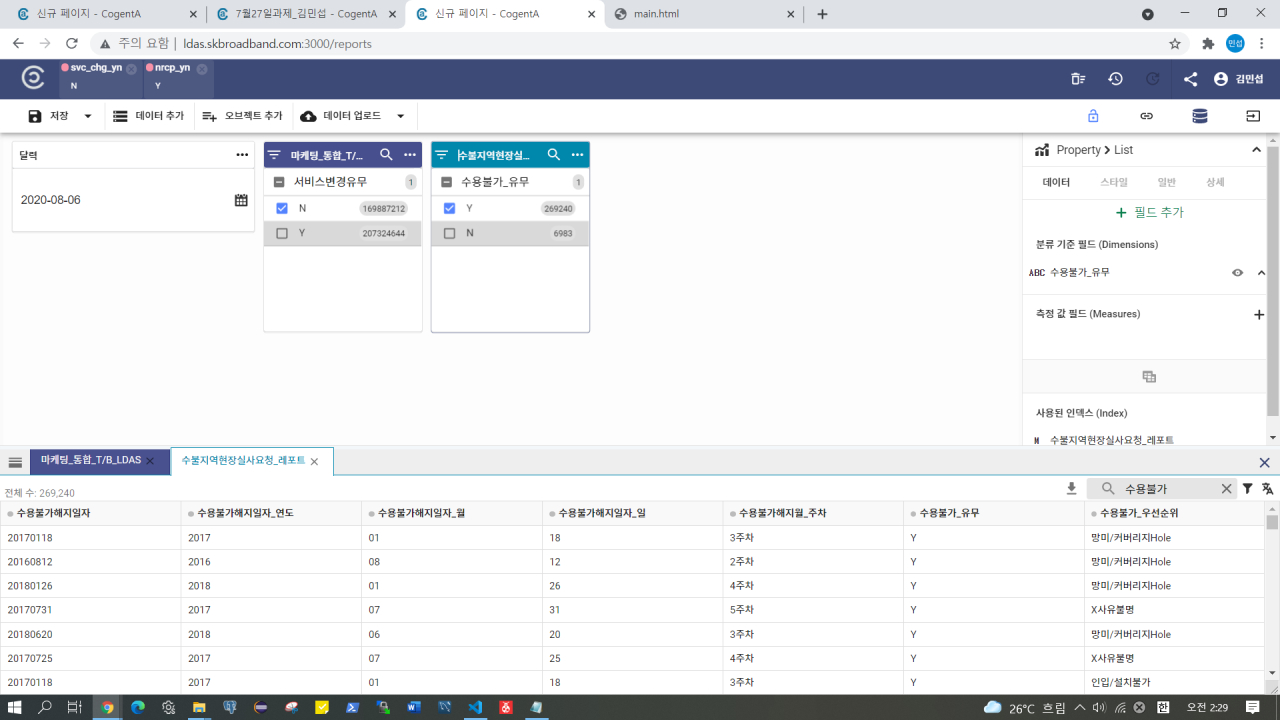 신규 페이지 - CogentA
7월27일과제_김민섭 - CogentA
신규 페이지 - CogentA
main.html
주의 요함 | ldas.skbroadband.com:3000/reports
민섭
svc_chg_yn
N
nrcp_yn
Y
김민섭
저장
데이터 추가
오브젝트 추가
데이터 업로드
달력
2020-08-06
마케팅_통합_T/...
서비스변경유무 1
N 169887212
Y 207324644
수불지역현장실...
수용불가_유무 1
Y 269240
N 6983
Property > List
데이터 스타일 일반 상세
+ 필드 추가
분류 기준 필드 (Dimensions)
ABC 수용불가_유무
측정 값 필드 (Measures) +
사용된 인덱스 (Index)
M 수불지역현장실사요청_레포트
마케팅_통합_T/B_LDAS
수불지역현장실사요청_레포트
전체 수: 269,240
수용불가
수용불가해지일자 수용불가해지일자_연도 수용불가해지일자_월 수용불가해지일자_일 수용불가해지월_주차 수용불가_유무 수용불가_우선순위
20170118 2017 01 18 3주차 Y 망미/커버리지Hole
20160812 2016 08 12 2주차 Y 망미/커버리지Hole
20180126 2018 01 26 4주차 Y 망미/커버리지Hole
20170731 2017 07 31 5주차 Y X사유불명
20180620 2018 06 20 3주차 Y 망미/커버리지Hole
20170725 2017 07 25 4주차 Y X사유불명
20170118 2017 01 18 3주차 Y 인입/설치불가
26°C 흐림
한
오전 2:29